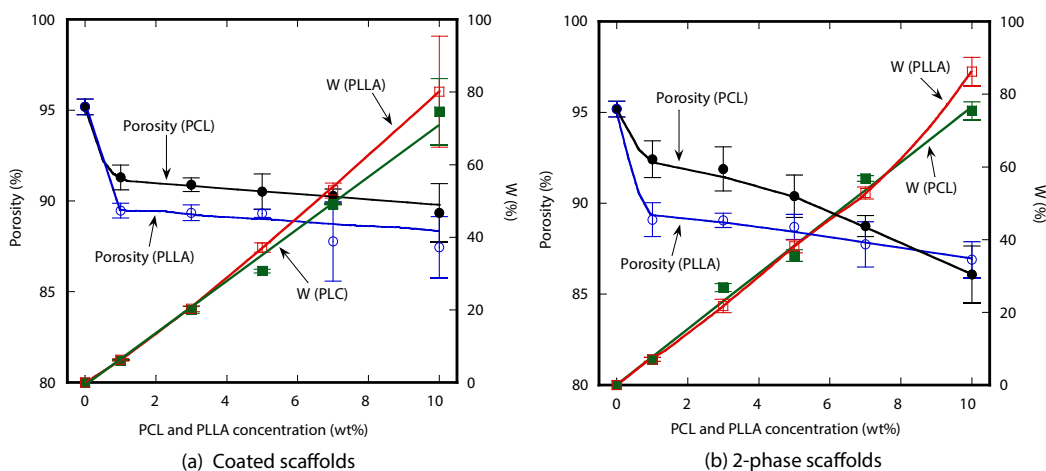 100
95
90
85
80
Porosity (%)
100
80
60
40
20
0
W (%)
W (PLLA)
Porosity (PCL)
Porosity (PLLA)
W (PLC)
0 2 4 6 8 10
PCL and PLLA concentration (wt%)
(a) Coated scaffolds
100
95
90
85
80
Porosity (%)
100
80
60
40
20
0
W (%)
W (PLLA)
Porosity (PCL)
W (PCL)
Porosity (PLLA)
0 2 4 6 8 10
PCL and PLLA concentration (wt%)
(b) 2-phase scaffolds